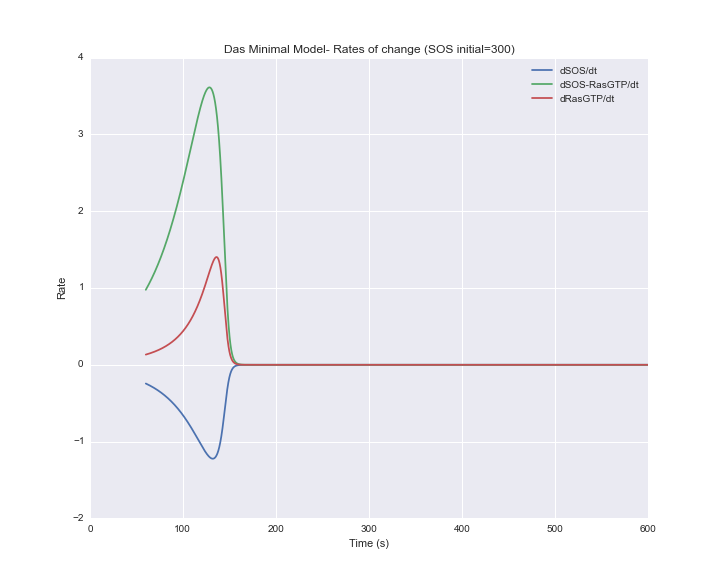 Das Minimal Model- Rates of change (SOS initial=300)
dSOS/dt
dSOS-RasGTP/dt
dRasGTP/dt
4
3
2
1
0
−1
−2
Rate
0 100 200 300 400 500 600
Time (s)